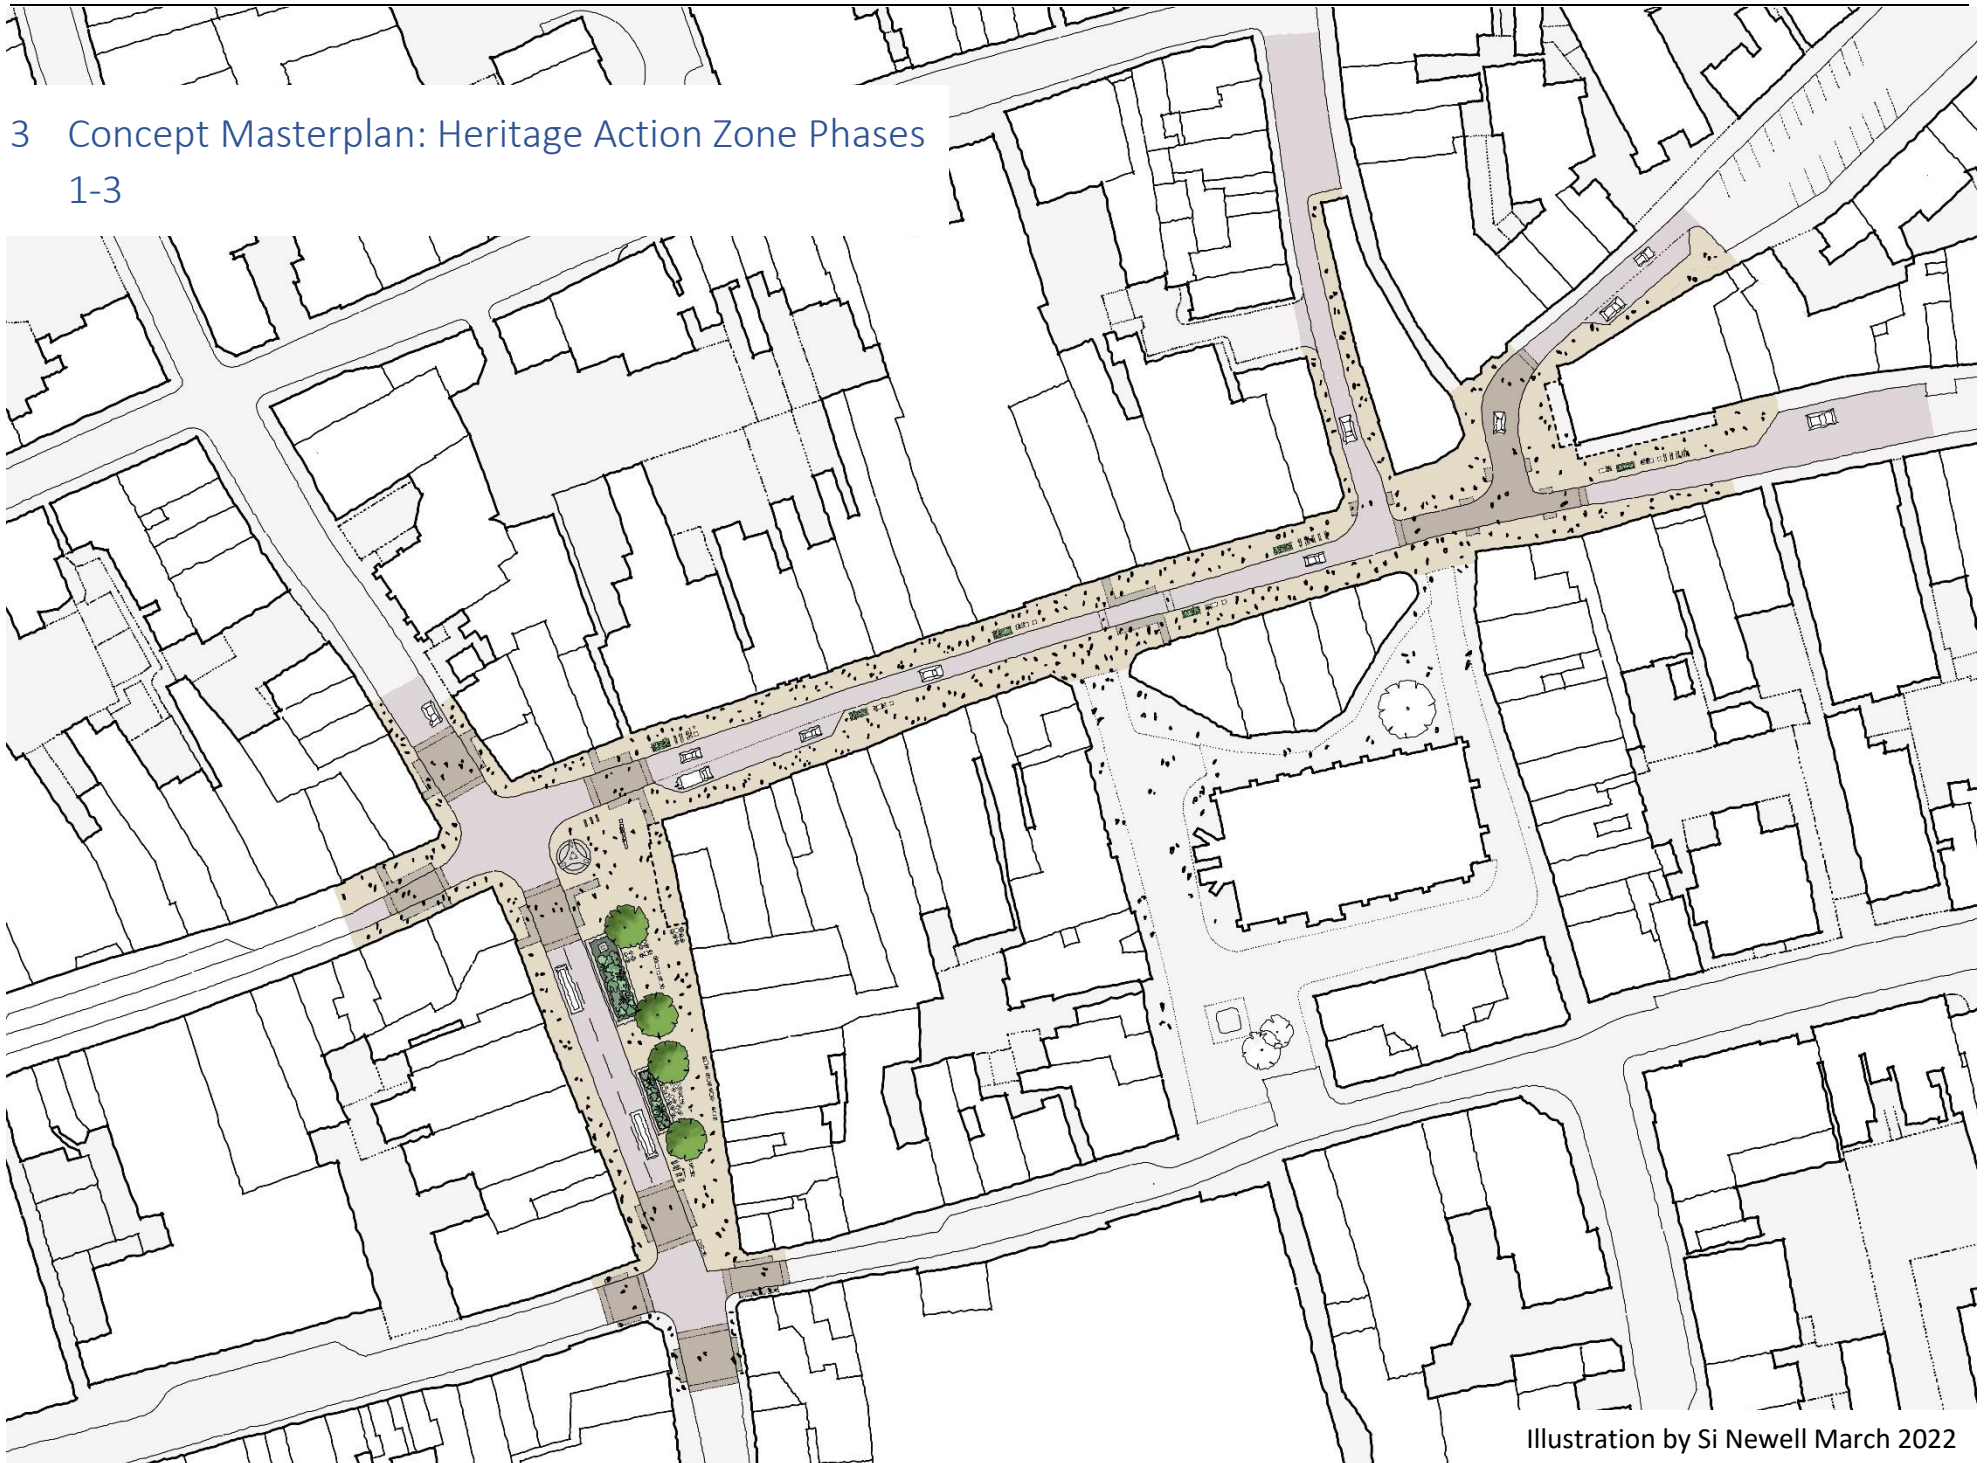 3 Concept Masterplan: Heritage Action Zone Phases
1-3
Illustration by Si Newell March 2022